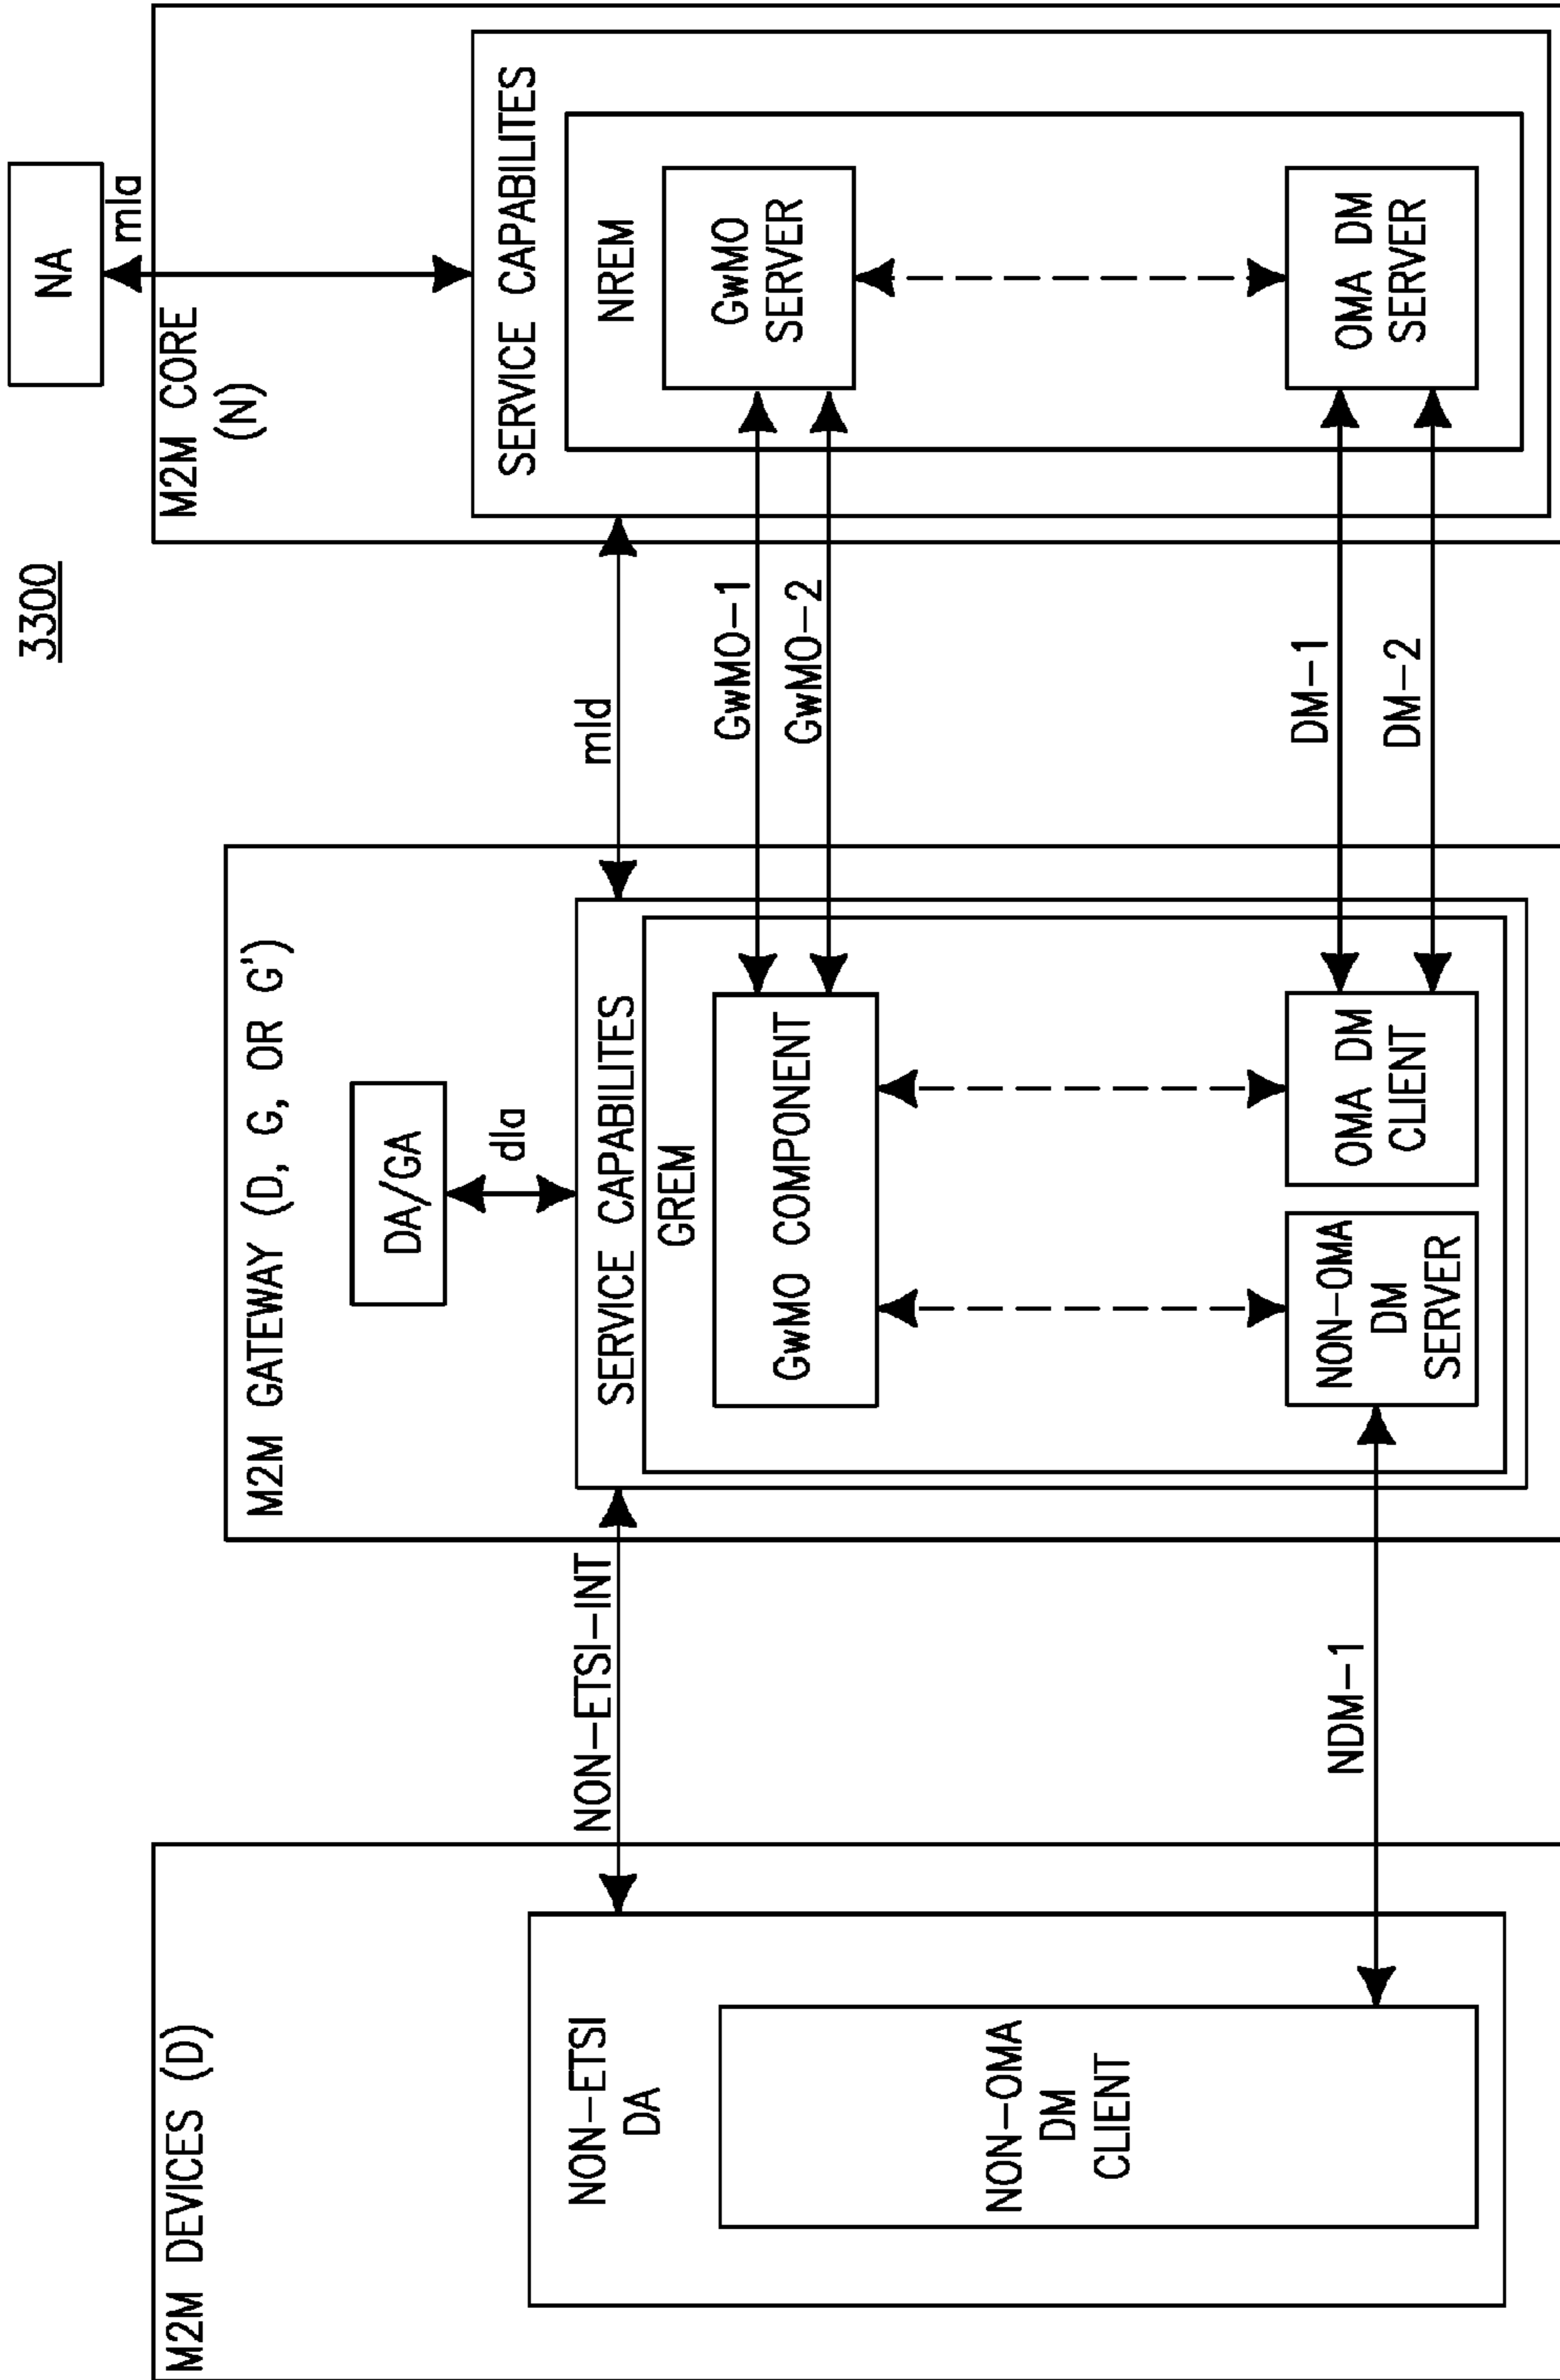 3300
M2M DEVICES (D)
NON-ETSI
DA
NON-OMA
DM
CLIENT
NON-ETSI-INT
NDM-1
M2M GATEWAY (D, G, OR G')
DA/GA
dIa
SERVICE CAPABILITES
GREM
GwMO COMPONENT
NON-OMA
DM
SERVER
OMA DM
CLIENT
mId
GwMO-1
GwMO-2
DM-1
DM-2
NA
mIa
M2M CORE
(N)
SERVICE CAPABILITES
NREM
GwMO
SERVER
OMA DM
SERVER